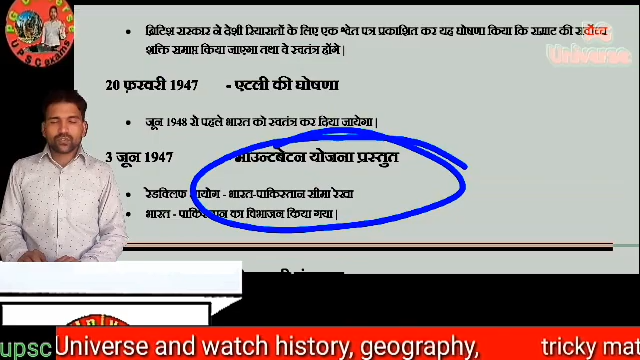 ब्रिटिश सरकार ने देशी रियासतों के लिए एक श्वेत पत्र प्रकाशित कर यह घोषणा किया कि सम्राट की सर्वोच्च
शक्ति समाप्त किया जाएगा तथा वे स्वतंत्र होंगे |
Universe
20 फ़रवरी 1947 - एटली की घोषणा
जून 1948 से पहले भारत को स्वतंत्र कर दिया जायेगा |
3 जून 1947 - माउन्टबेटन योजना प्रस्तुत
रेडक्लिफ आयोग - भारत-पाकिस्तान सीमा रेखा
भारत - पाकिस्तान का विभाजन किया गया |
upsc Universe and watch history, geography, tricky mat